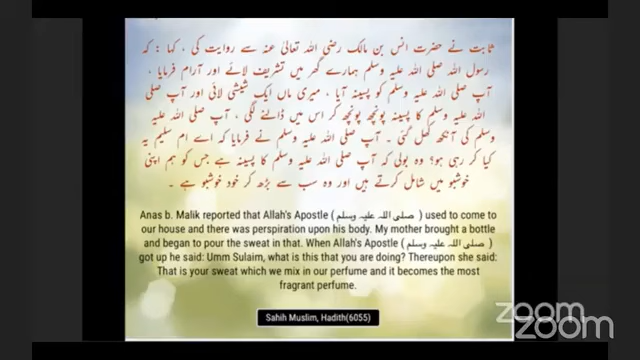 ثابت نے حضرت انس بن مالک رضی اللہ تعالیٰ عنہ سے روایت کی ، کہا : کہ
رسول اللہ صلی اللہ علیہ وسلم ہمارے گھر میں تشریف لائے اور آرام فرمایا ،
آپ صلی اللہ علیہ وسلم کو پسینہ آیا ، میری ماں ایک شیشی لائی اور آپ صلی
اللہ علیہ وسلم کا پسینہ پونچھ پونچھ کر اس میں ڈالنے لگی ، آپ صلی اللہ علیہ
وسلم کی آنکھ کھل گئی ۔ آپ صلی اللہ علیہ وسلم نے فرمایا کہ اے ام سلیم یہ
کیا کر رہی ہو؟ وہ بولی کہ آپ صلی اللہ علیہ وسلم کا پسینہ ہے جس کو ہم اپنی
خوشبو میں شامل کرتے ہیں اور وہ سب سے بڑھ کر خود خوشبو ہے ۔
Anas b. Malik reported that Allah's Apostle ( صلی اللہ علیہ وسلم ) used to come to
our house and there was perspiration upon his body. My mother brought a bottle
and began to pour the sweat in that. When Allah's Apostle ( صلی اللہ علیہ وسلم )
got up he said: Umm Sulaim, what is this that you are doing? Thereupon she said:
That is your sweat which we mix in our perfume and it becomes the most
fragrant perfume.
Sahih Muslim, Hadith(6055)
zoom
zoom